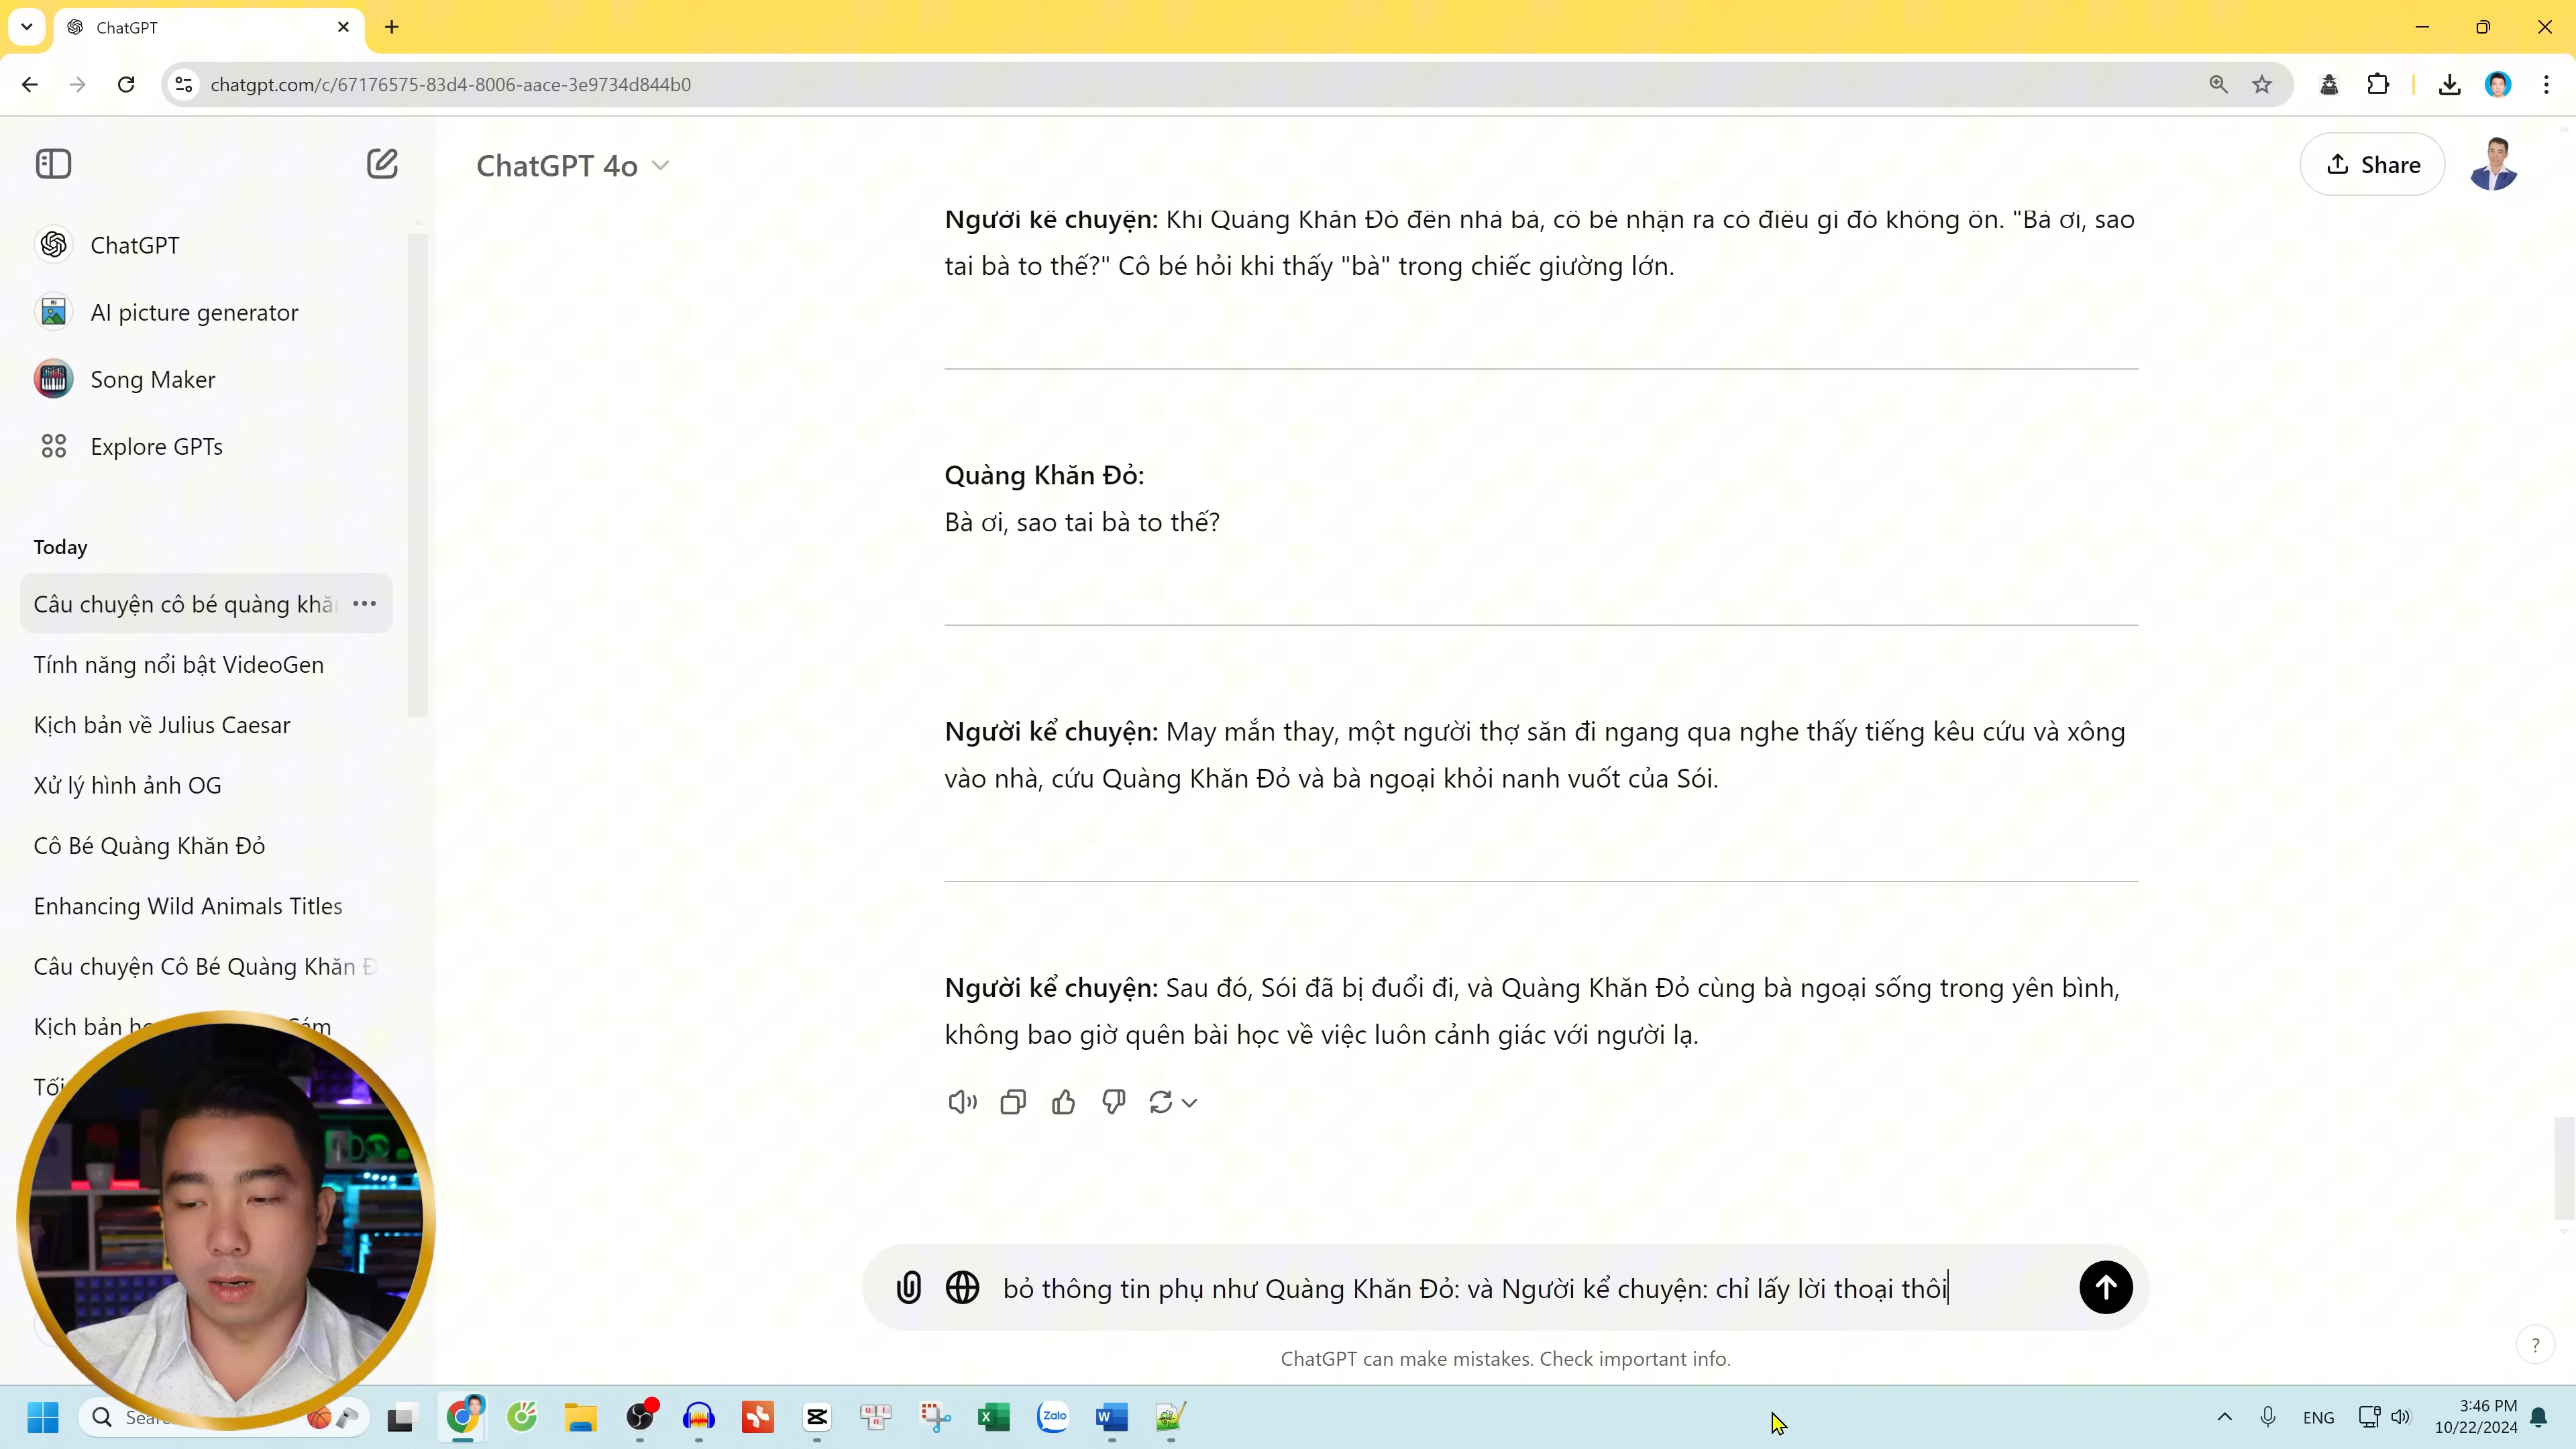 ChatGPT
chatgpt.com/c/67176575-83d4-8006-aace-3e9734d844b0
ChatGPT
AI picture generator
Song Maker
Explore GPTs
Today
Câu chuyện cô bé quàng khăn
Tính năng nổi bật VideoGen
Kịch bản về Julius Caesar
Xử lý hình ảnh OG
Cô Bé Quàng Khăn Đỏ
Enhancing Wild Animals Titles
Câu chuyện Cô Bé Quàng Khăn Đ
Kịch bản
ChatGPT 4o
Share
Người kể chuyện: Khi Quàng Khăn Đỏ đến nhà bà, cô bé nhận ra có điều gì đó không ổn. "Bà ơi, sao
tai bà to thế?" Cô bé hỏi khi thấy "bà" trong chiếc giường lớn.
Quàng Khăn Đỏ:
Bà ơi, sao tai bà to thế?
Người kể chuyện: May mắn thay, một người thợ săn đi ngang qua nghe thấy tiếng kêu cứu và xông
vào nhà, cứu Quàng Khăn Đỏ và bà ngoại khỏi nanh vuốt của Sói.
Người kể chuyện: Sau đó, Sói đã bị đuổi đi, và Quàng Khăn Đỏ cùng bà ngoại sống trong yên bình,
không bao giờ quên bài học về việc luôn cảnh giác với người lạ.
bỏ thông tin phụ như Quàng Khăn Đỏ: và Người kể chuyện: chỉ lấy lời thoại thôi
ChatGPT can make mistakes. Check important info.
?
Zalo
ENG
3:46 PM
10/22/2024